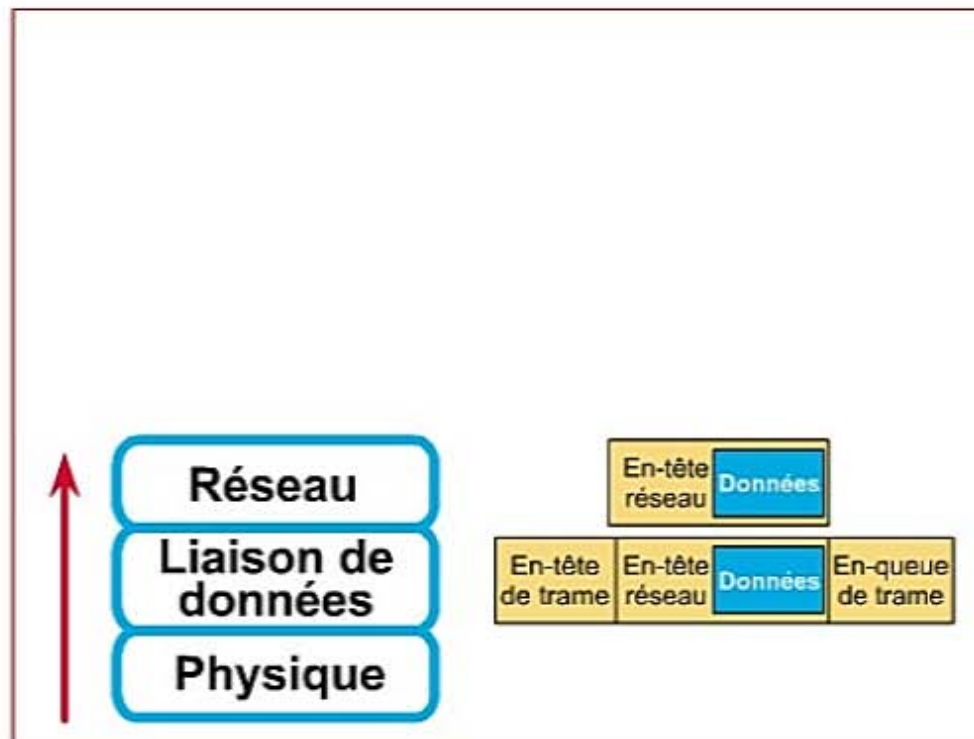 Réseau
En-tête
réseau
Données
Liaison de
données
En-tête
de trame
En-tête
réseau
Données
En-queue
de trame
Physique